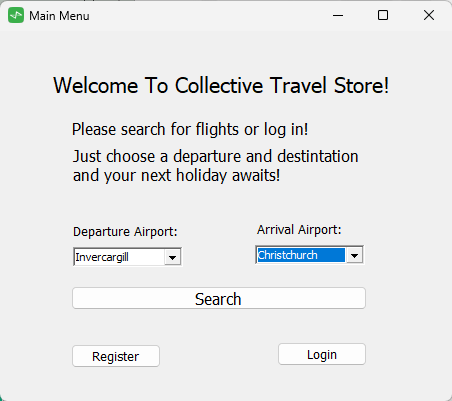 Main Menu
Welcome To Collective Travel Store!
Please search for flights or log in!
Just choose a departure and destintation
and your next holiday awaits!
Departure Airport:
Arrival Airport:
Invercargill
Christchurch
Search
Register
Login